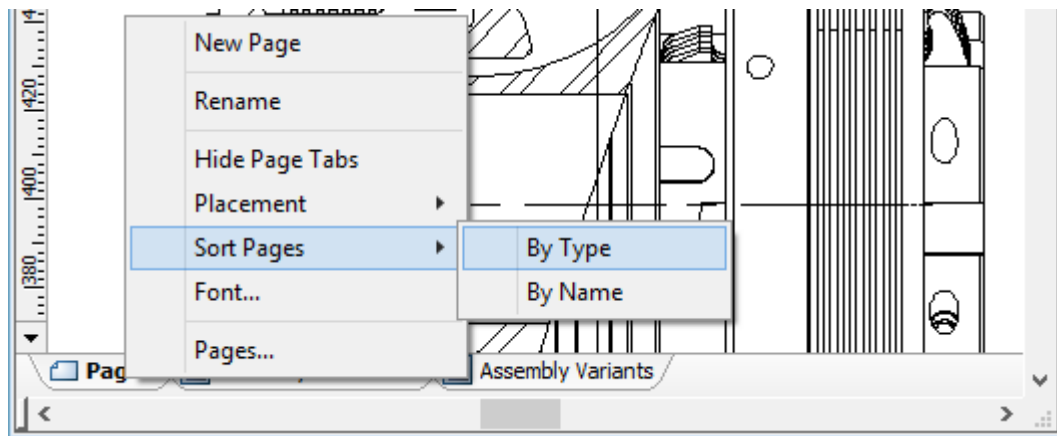 New Page
Rename
Hide Page Tabs
Placement
Sort Pages
Font...
Pages...
By Type
By Name
420
400
380
Pag
Assembly Variants